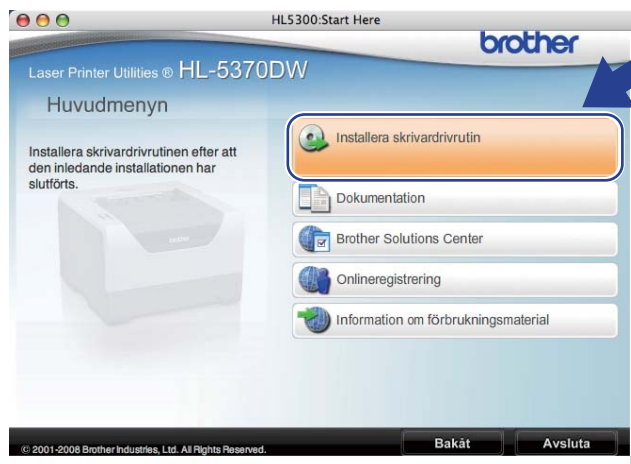 HL5300:Start Here
brother
Laser Printer Utilities ® HL-5370DW
Huvudmenyn
Installera skrivardrivrutinen efter att
den inledande installationen har
slutförts.
Installera skrivardrivrutin
Dokumentation
Brother Solutions Center
Onlineregistrering
Information om förbrukningsmaterial
brother
© 2001-2008 Brother Industries, Ltd. All Rights Reserved.
Bakåt
Avsluta